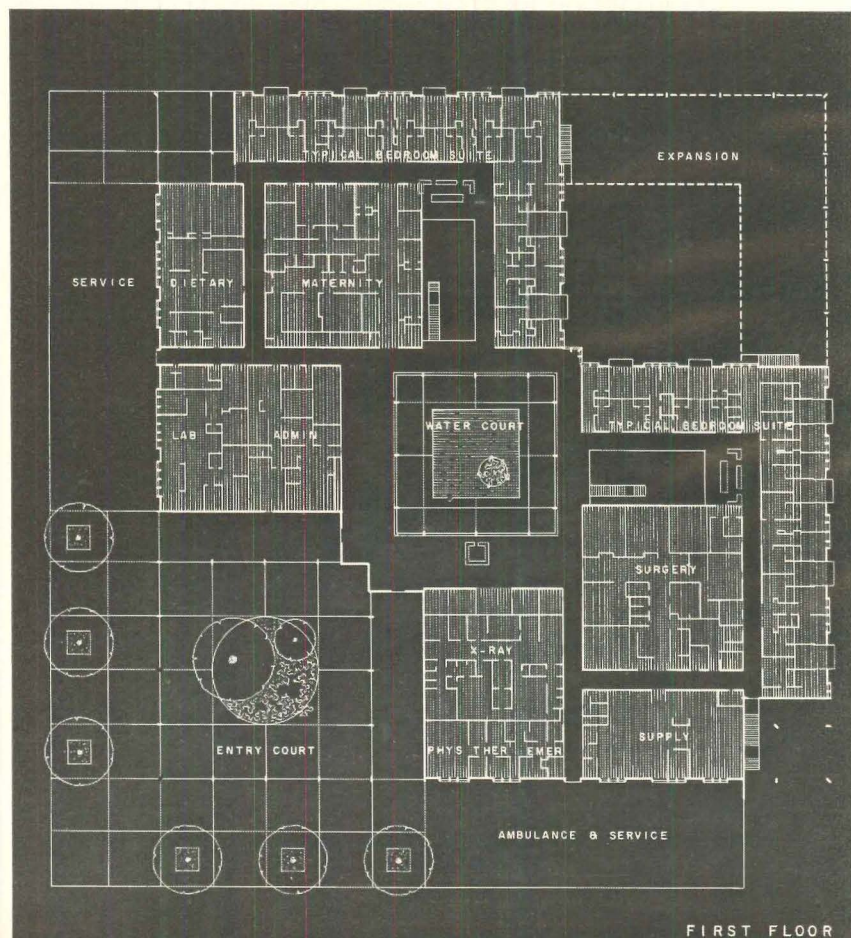 TYPICAL BEDROOM SUITE
EXPANSION
SERVICE
DIETARY
MATERNITY
LAB
ADMIN
WATER COURT
TYPICAL BEDROOM SUITE
SURGERY
X-RAY
ENTRY COURT
PHYS THER
EMER
SUPPLY
AMBULANCE & SERVICE
FIRST FLOOR